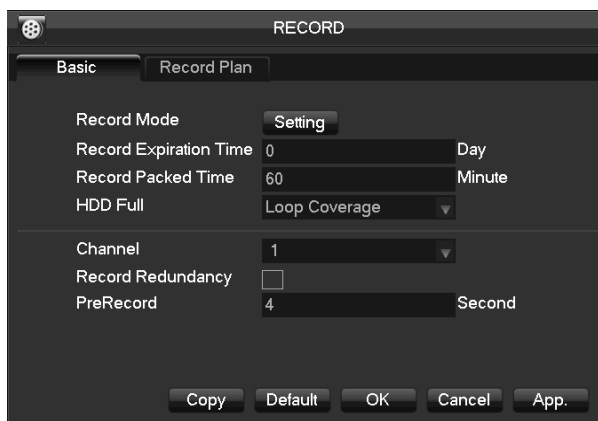 RECORD
Basic Record Plan
Record Mode Setting
Record Expiration Time 0 Day
Record Packed Time 60 Minute
HDD Full Loop Coverage
Channel 1
Record Redundancy
PreRecord 4 Second
Copy Default OK Cancel App.